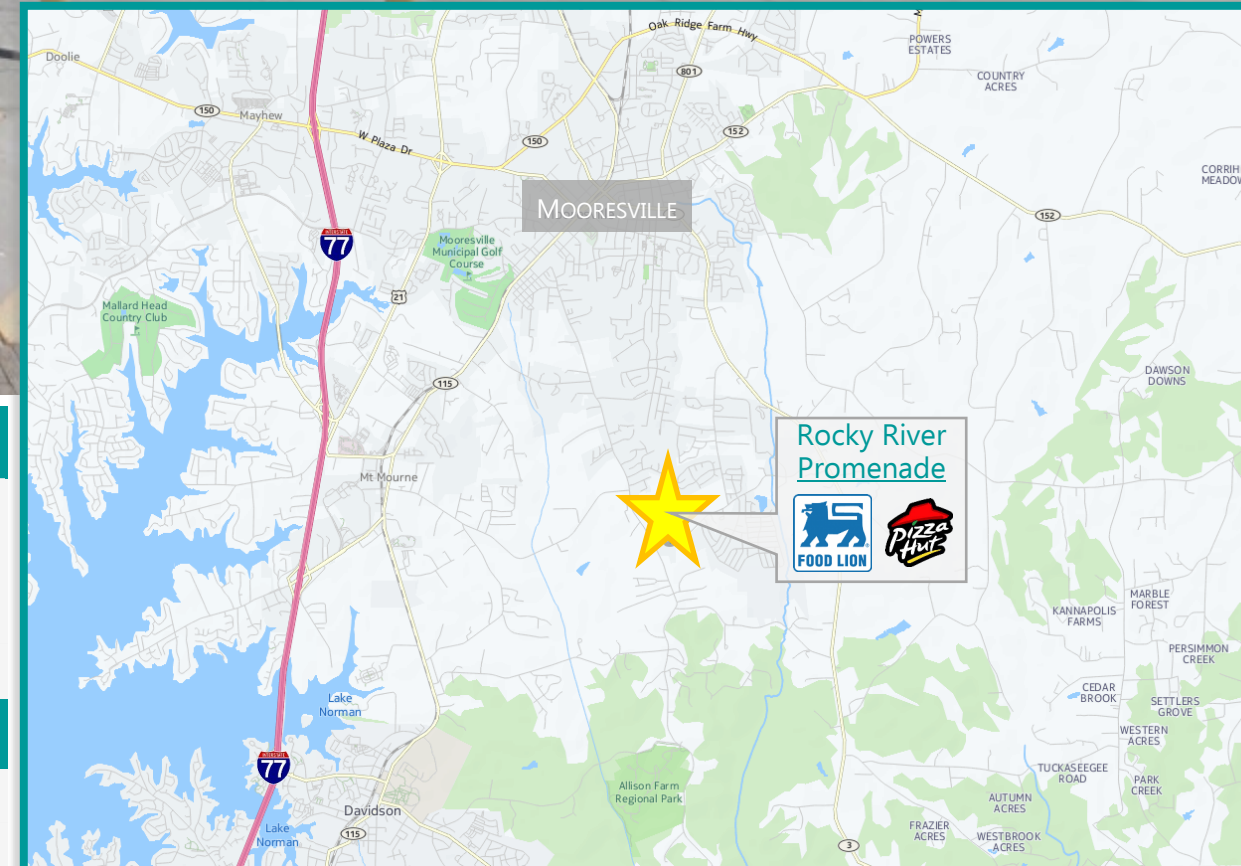 Oak Ridge Farm Hwy
POWERS
ESTATES
Doolie
801
COUNTRY
ACRES
150
Mayhew
W Plaza Dr
150
152
MOORESVILLE
152
77
Mooresville
Municipal Golf
Course
21
Mallard Head
Country Club
115
DAWSON
DOWNS
Rocky River
Promenade
FOOD LION
Pizza
Hut
Mt Mourne
MARBLE
FOREST
KANNAPOLIS
FARMS
PERSIMMON
CREEK
CEDAR
BROOK
SETTLERS
GROVE
Lake
Norman
WESTERN
ACRES
INTERSTATE
77
TUCKASEEGEE
ROAD
PARK
CREEK
Allison Farm
Regional Park
AUTUMN
ACRES
Davidson
115
Lake
Norman
FRAZIER
ACRES
WESTBROOK
ACRES
3